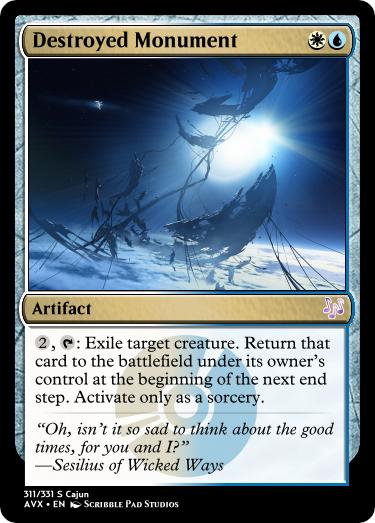 Destroyed Monument
Artifact
2, T: Exile target creature. Return that
card to the battlefield under its owner's
control at the beginning of the next end
step. Activate only as a sorcery.
“Oh, isn't it so sad to think about the good
times, for you and I?”
—Sesilius of Wicked Ways
311/331 S Cajun
AVX • EN Scribble Pad Studios